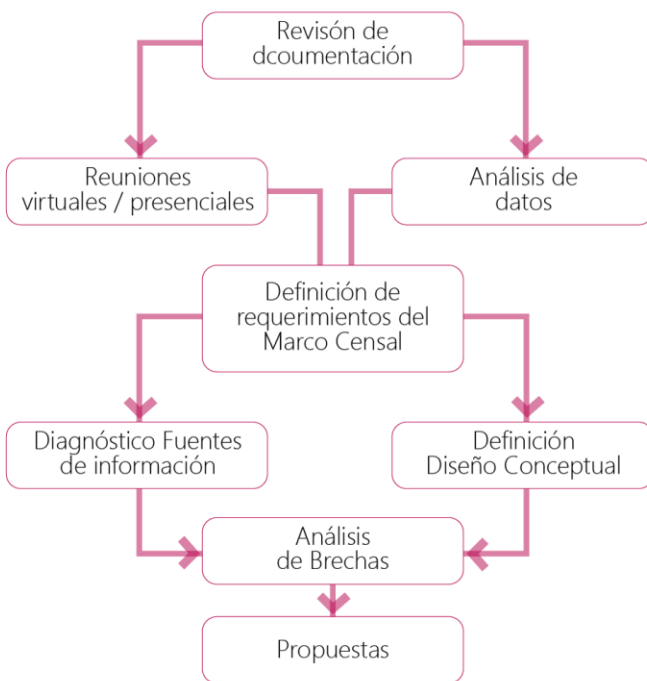 Revisón de
dcoumentación
Reuniones
virtuales / presenciales
Análisis de
datos
Definición de
requerimientos del
Marco Censal
Diagnóstico Fuentes
de información
Definición
Diseño Conceptual
Análisis
de Brechas
Propuestas